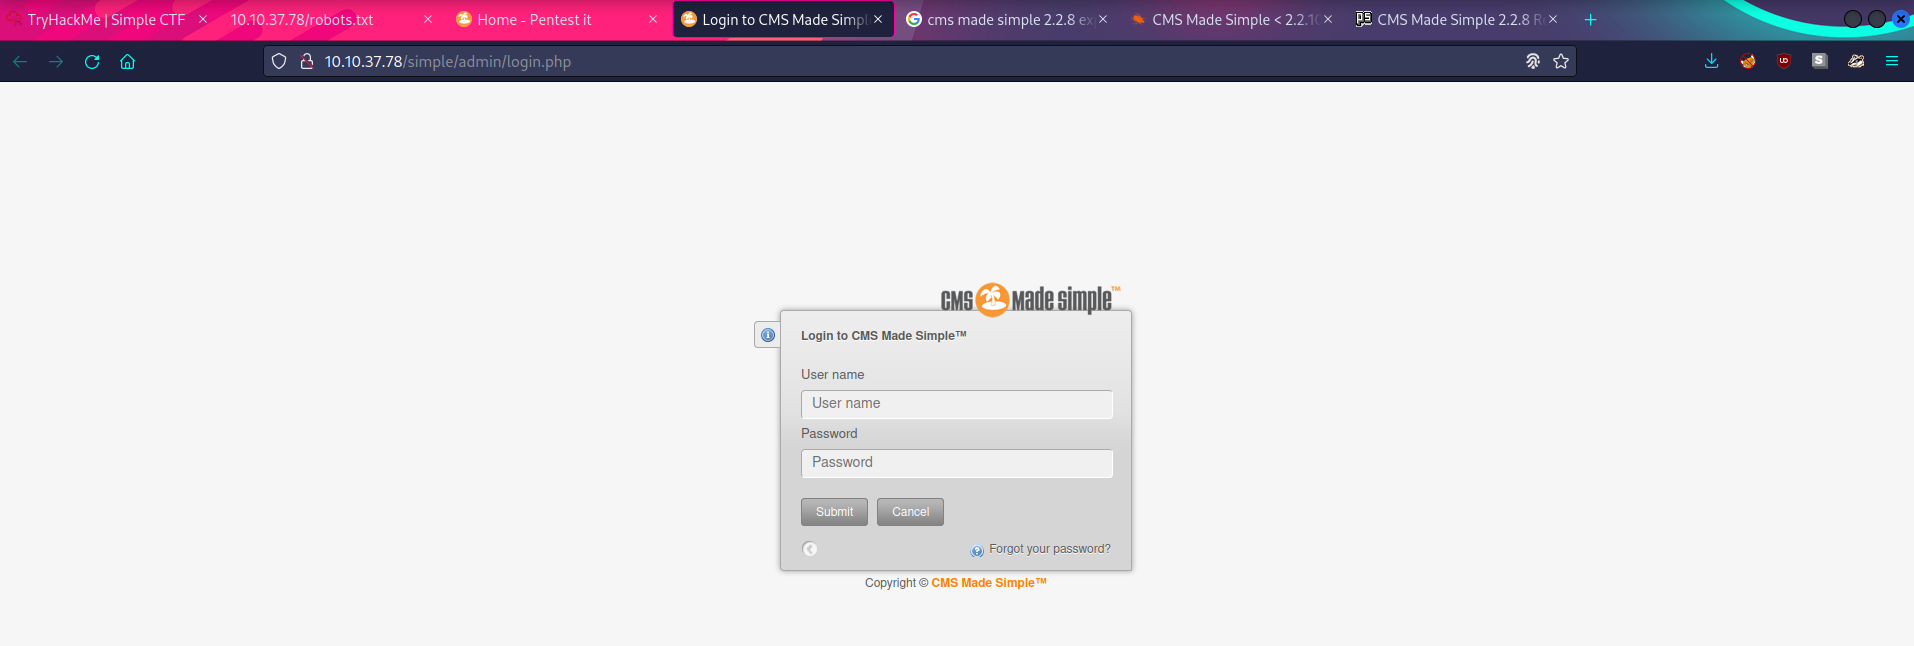 TryHackMe | Simple CTF
10.10.37.78/robots.txt
Home - Pentest it
Login to CMS Made Simpl
cms made simple 2.2.8 ex
CMS Made Simple < 2.2.10
CMS Made Simple 2.2.8 R
10.10.37.78/simple/admin/login.php
CMS Made Simple™
Login to CMS Made Simple™
User name
User name
Password
Password
Submit Cancel
Forgot your password?
Copyright © CMS Made Simple™